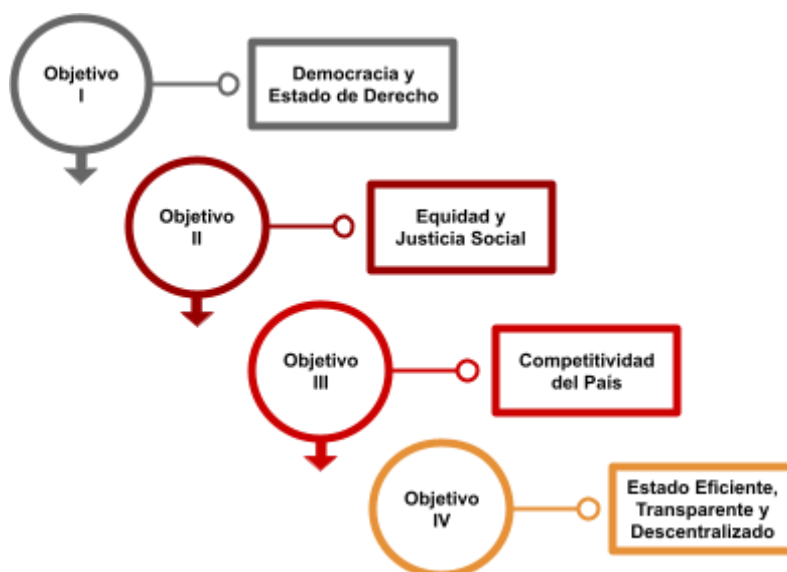 Objetivo
I
Democracia y
Estado de Derecho
Objetivo
II
Equidad y
Justicia Social
Objetivo
III
Competitividad
del País
Objetivo
IV
Estado Eficiente,
Transparente y
Descentralizado